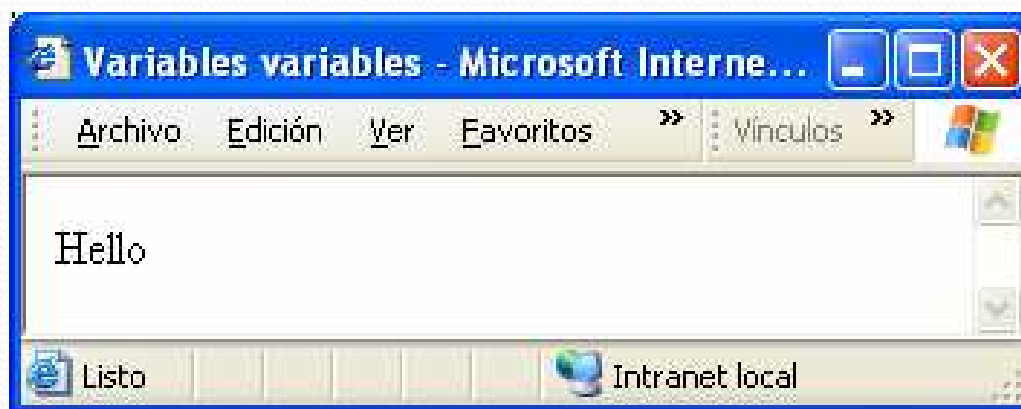 Variables variables - Microsoft Interne...
Archivo Edición Ver Favoritos » Vínculos »
Hello
Listo Intranet local